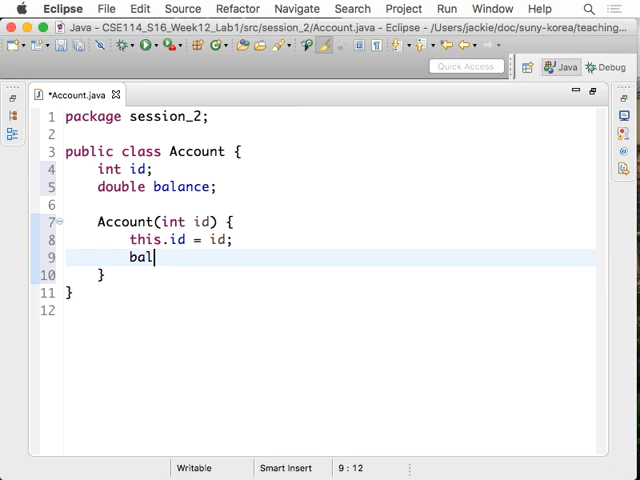 Eclipse File Edit Source Refactor Navigate Search Project Run Window Help
Java - CSE114_S16_Week12_Lab1/src/session_2/Account.java - Eclipse - /Users/jackie/doc/suny-korea/teaching...
Quick Access
Java
Debug
*Account.java
1 package session_2;
2
3 public class Account {
4 int id;
5 double balance;
6
7 Account(int id) {
8 this.id = id;
9 bal
10 }
11 }
12
Writable Smart Insert 9 : 12